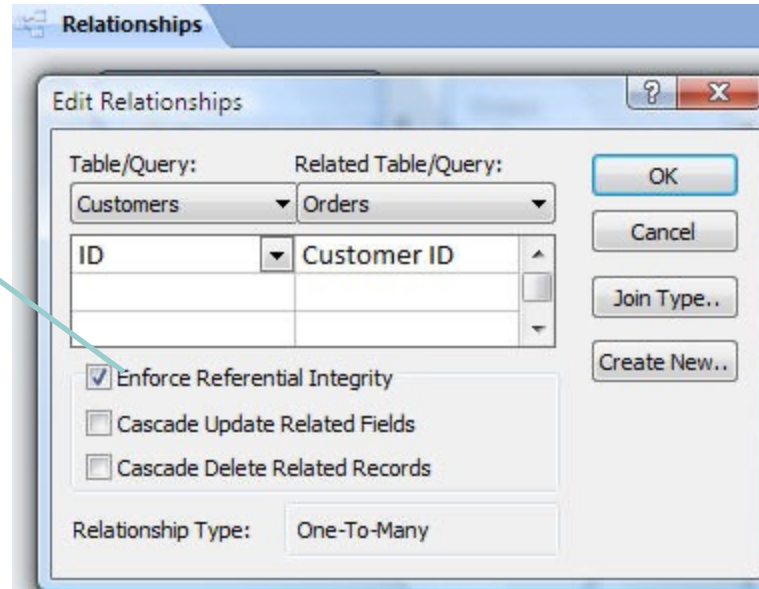 Relationships
Edit Relationships
Table/Query: Related Table/Query:
Customers Orders
ID Customer ID
Enforce Referential Integrity
Cascade Update Related Fields
Cascade Delete Related Records
Relationship Type: One-To-Many
?
X
OK
Cancel
Join Type..
Create New..